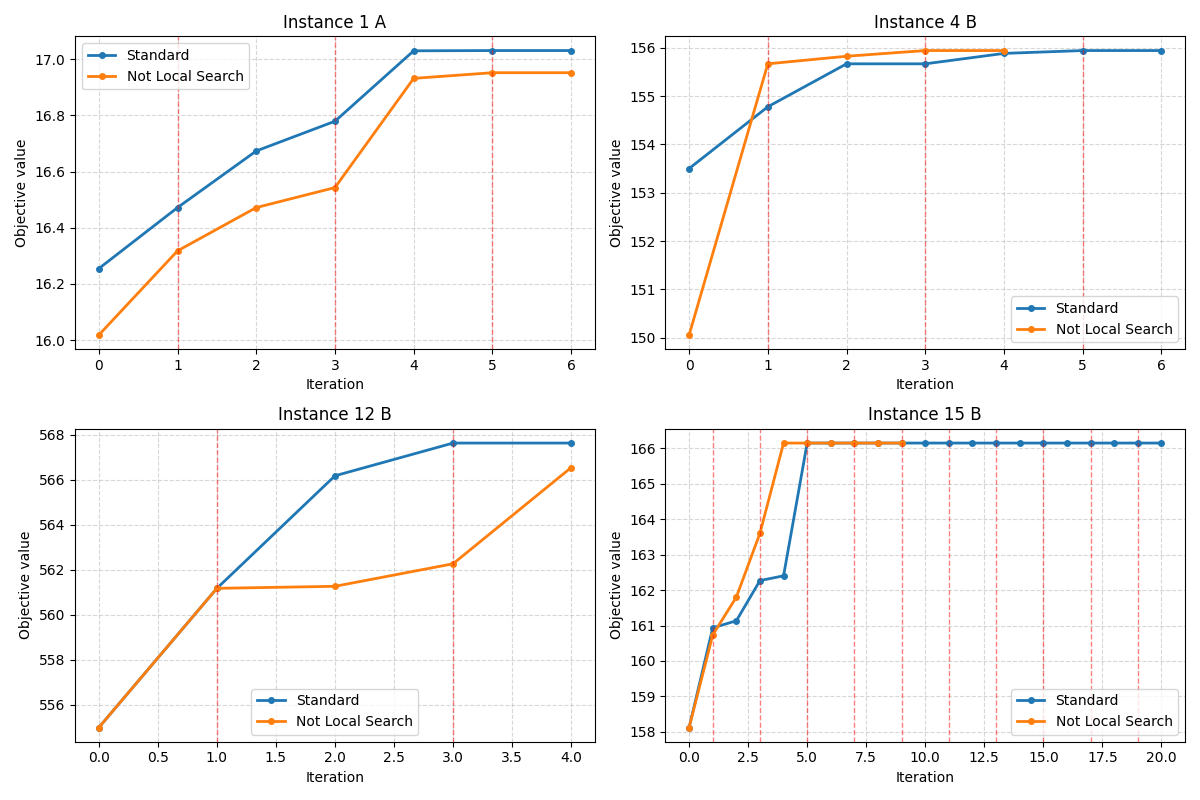 Instance 1 A
Objective value
17.0
16.8
16.6
16.4
16.2
16.0
Standard
Not Local Search
0 1 2 3 4 5 6
Iteration
Instance 4 B
Objective value
156
155
154
153
152
151
150
Standard
Not Local Search
0 1 2 3 4 5 6
Iteration
Instance 12 B
Objective value
568
566
564
562
560
558
556
Standard
Not Local Search
0.0 0.5 1.0 1.5 2.0 2.5 3.0 3.5 4.0
Iteration
Instance 15 B
Objective value
166
165
164
163
162
161
160
159
158
Standard
Not Local Search
0.0 2.5 5.0 7.5 10.0 12.5 15.0 17.5 20.0
Iteration